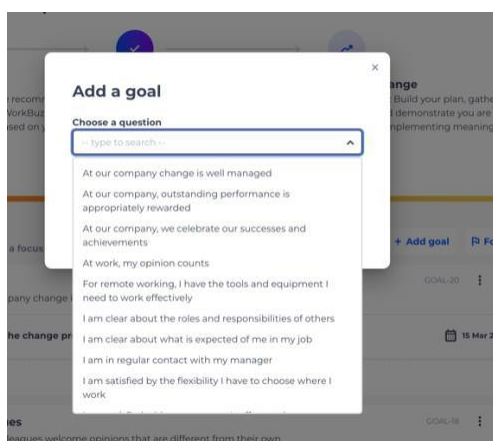 ange
recomr
Build your plan, gathe
WorkBuz
demonstrate you are
sed on y
mplementing meaning
×
Add a goal
Choose a question
-- type to search --
At our company change is well managed
At our company, outstanding performance is
appropriately rewarded
At our company, we celebrate our successes and
achievements
At work, my opinion counts
For remote working, I have the tools and equipment I
need to work effectively
I am clear about the roles and responsibilities of others
I am clear about what is expected of me in my job
I am in regular contact with my manager
I am satisfied by the flexibility I have to choose where I
work
a focus
+ Add goal
Fo
GOAL-20
pany change
he change pr
15 Mar 2
es
GOAL-18
leagues welcome opinions that are different from their own